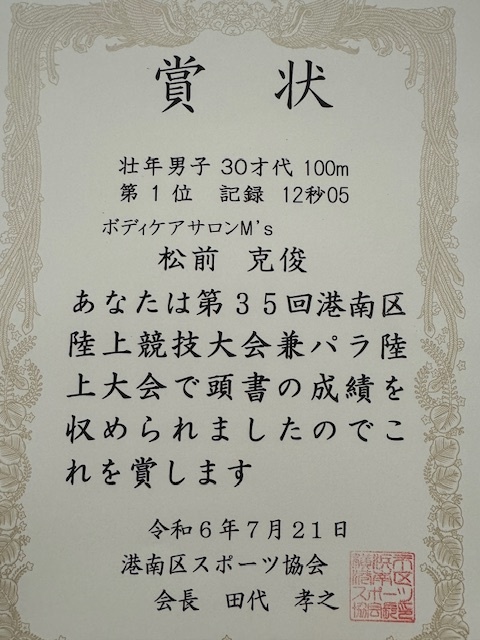 賞状
壮年男子 30才代 100m
第1位 記録 12秒05
ボディケアサロンM's
松前 克俊
あなたは第35回港南区
陸上競技大会兼パラ陸
上大会で頭書の成績を
収められましたのでこ
れを賞します
令和6年7月21日
港南区スポーツ協会
会長 田代 孝之